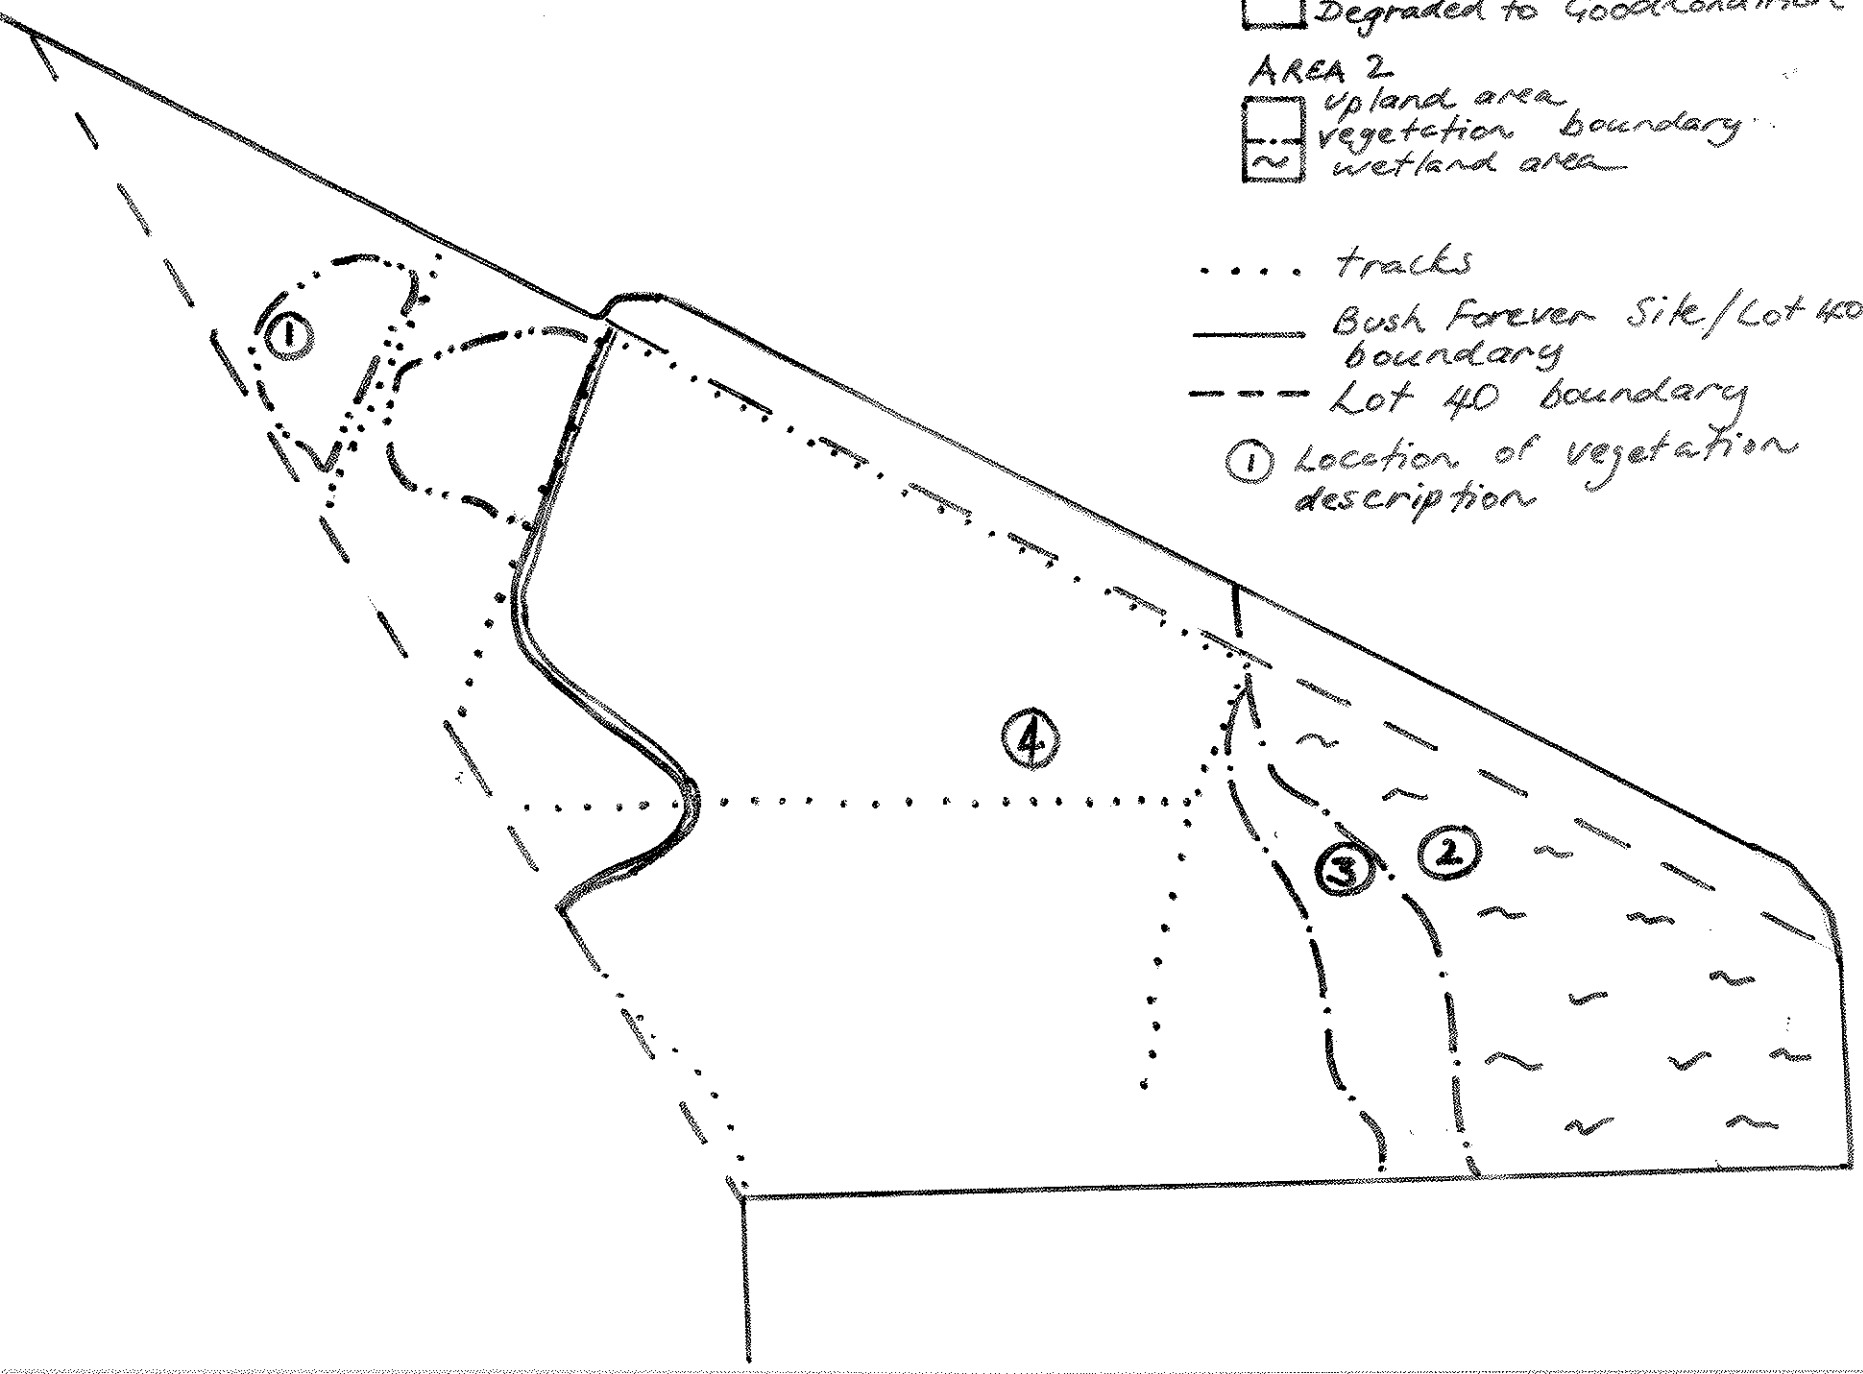 Degraded to Good Condition
AREA 2
upland area
vegetation boundary
wetland area
tracks
Bush Forever Site/Lot 40
boundary
Lot 40 boundary
1 Location of vegetation
description
1
4
3
2